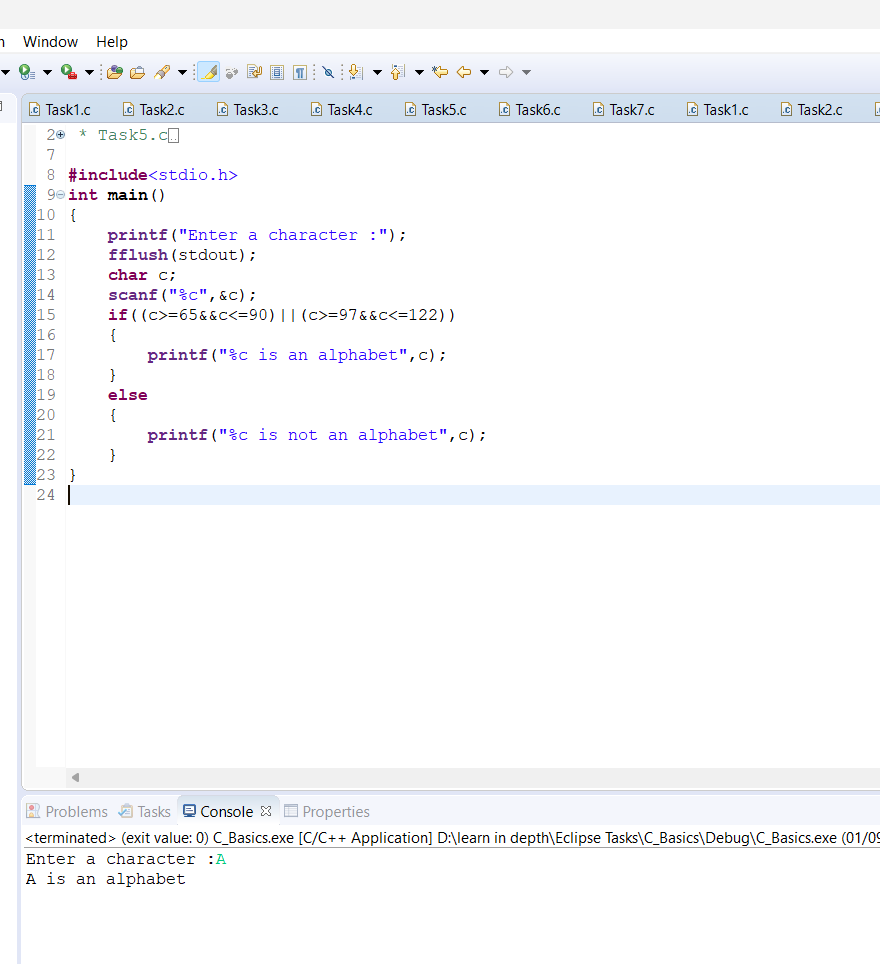 Window Help
Task1.c Task2.c Task3.c Task4.c Task5.c Task6.c Task7.c Task1.c Task2.c
2 * Task5.c
7
8 #include<stdio.h>
9 int main()
10 {
11     printf("Enter a character :");
12     fflush(stdout);
13     char c;
14     scanf("%c",&c);
15     if((c>=65&&c<=90)||(c>=97&&c<=122))
16     {
17         printf("%c is an alphabet",c);
18     }
19     else
20     {
21         printf("%c is not an alphabet",c);
22     }
23 }
24
Problems Tasks Console Properties
<terminated> (exit value: 0) C_Basics.exe [C/C++ Application] D:\learn in depth\Eclipse Tasks\C_Basics\Debug\C_Basics.exe (01/09
Enter a character :A
A is an alphabet